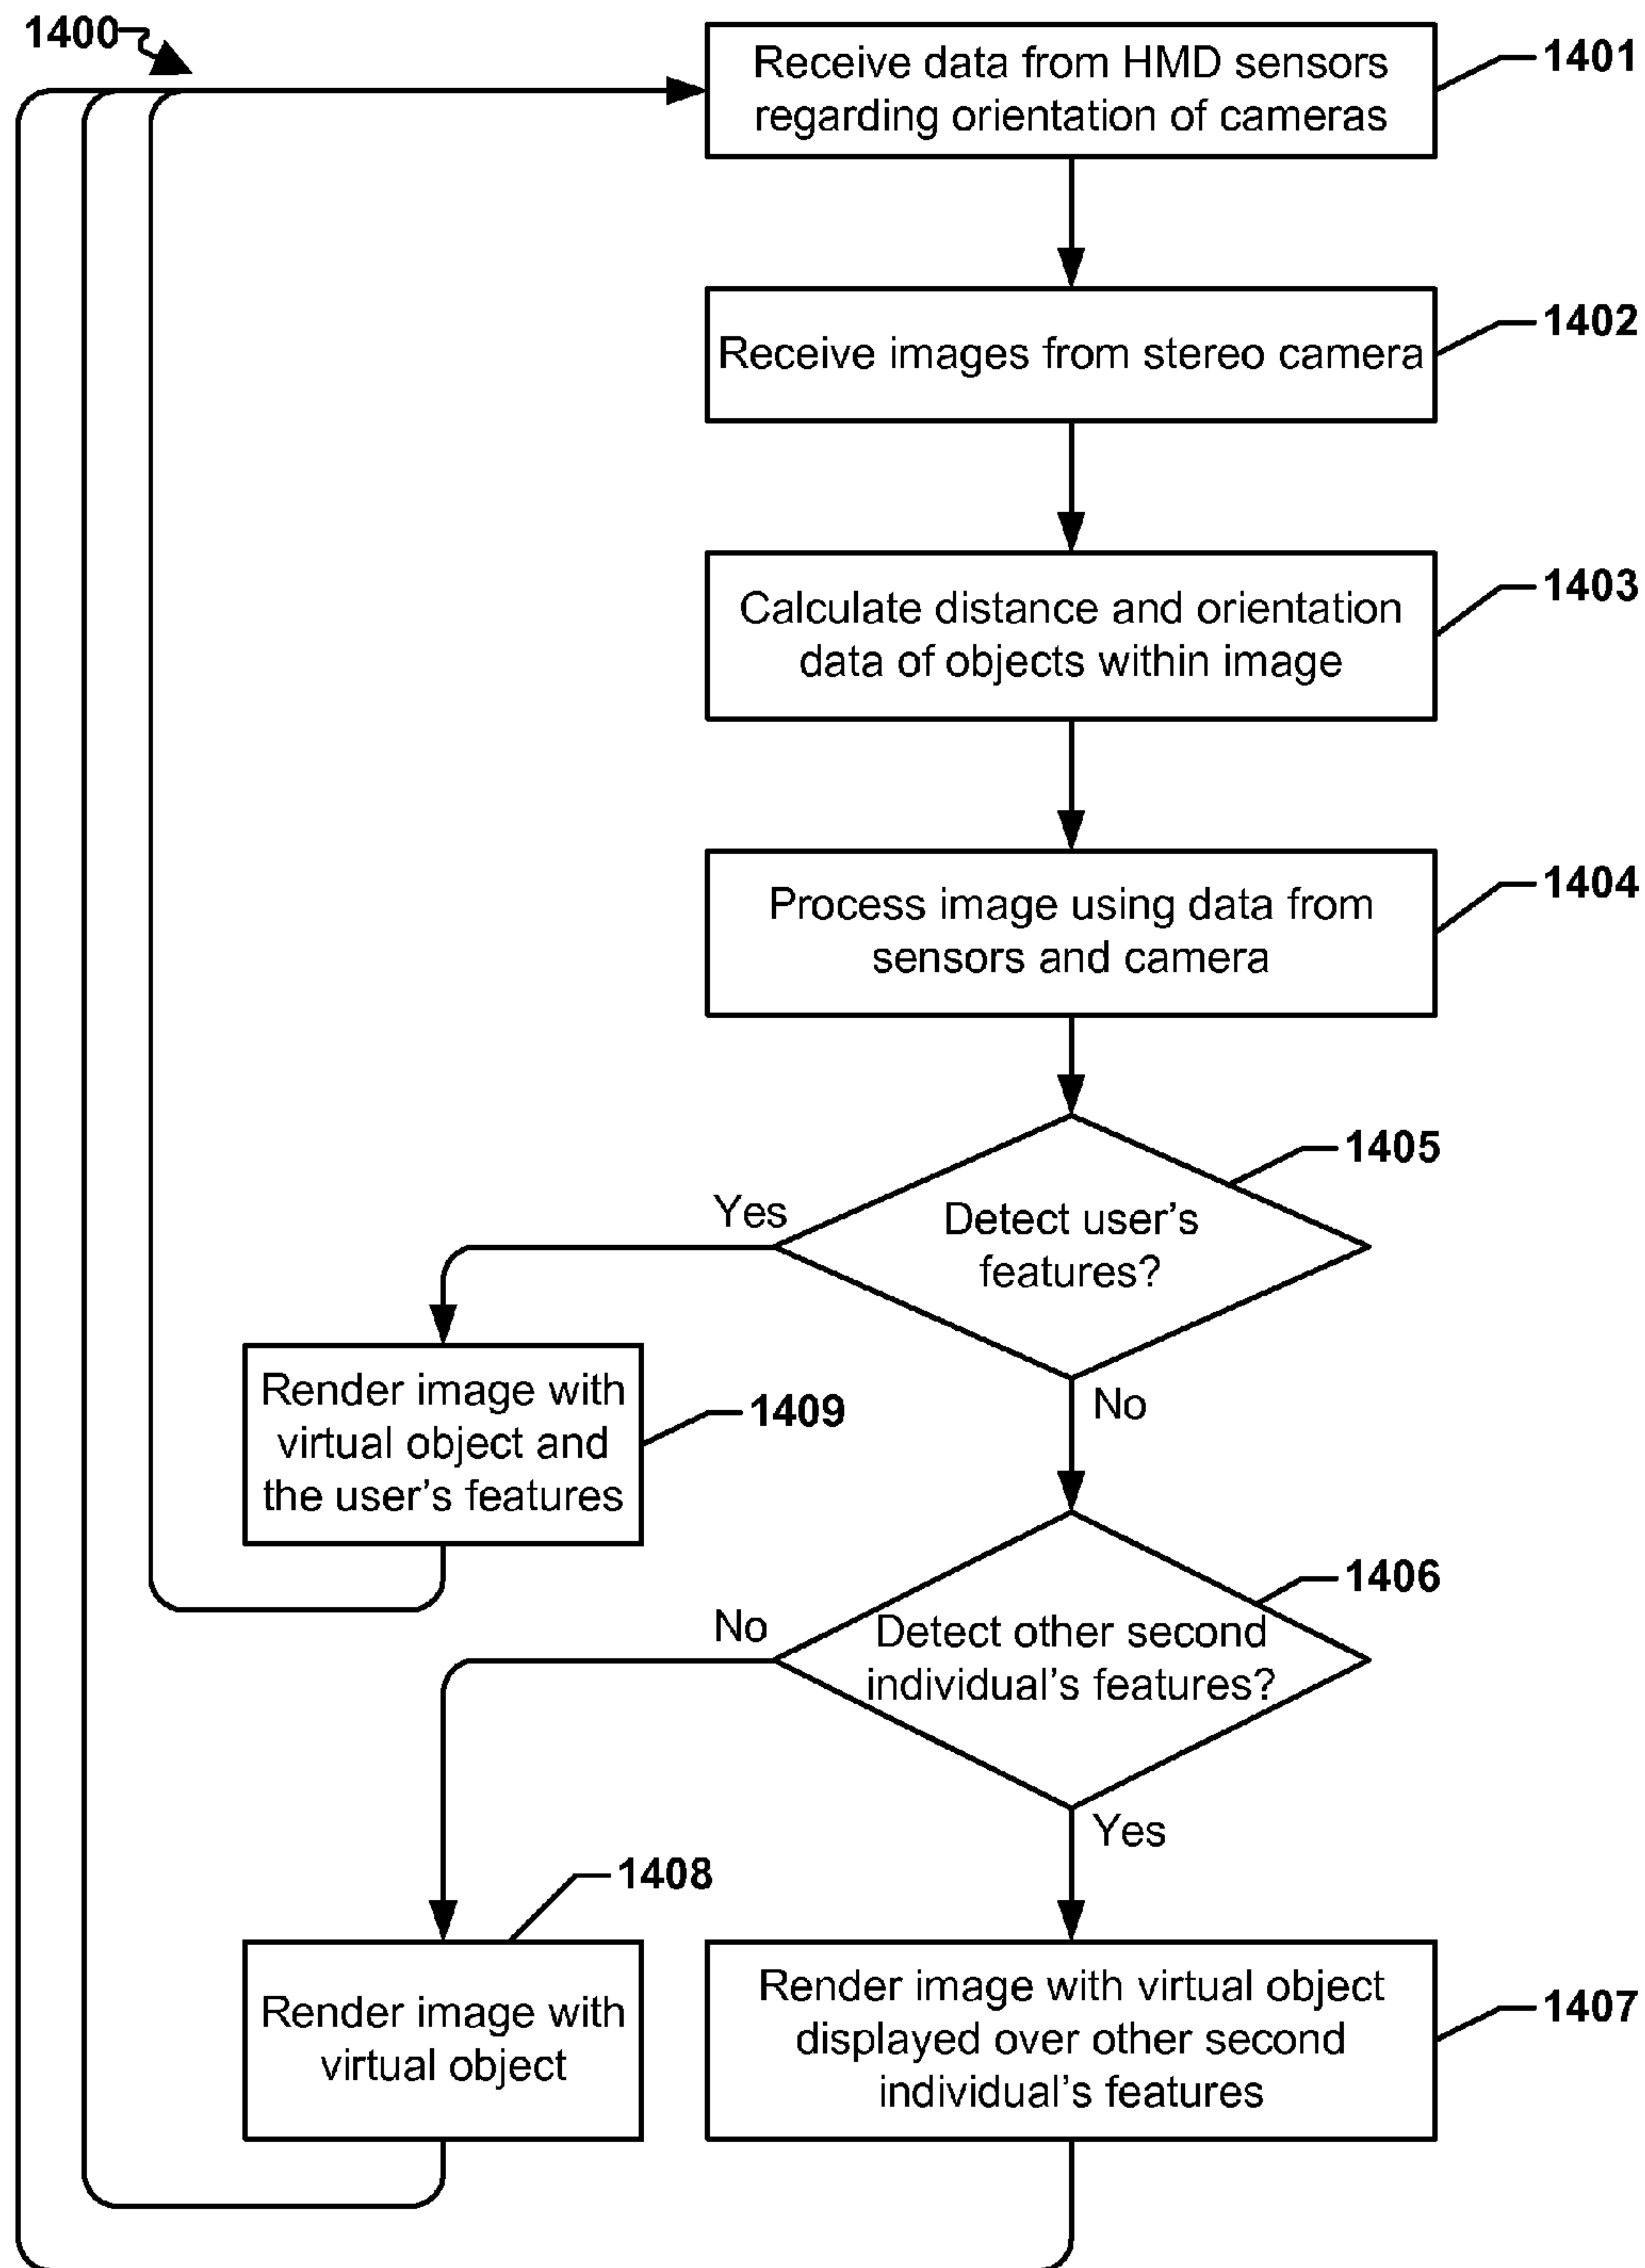 1400
Receive data from HMD sensors
regarding orientation of cameras
1401
Receive images from stereo camera
1402
Calculate distance and orientation
data of objects within image
1403
Process image using data from
sensors and camera
1404
1405
Yes
Detect user's
features?
No
Render image with
virtual object and
the user's features
1409
1406
No
Detect other second
individual's features?
Yes
1408
Render image with
virtual object
Render image with virtual object
displayed over other second
individual's features
1407